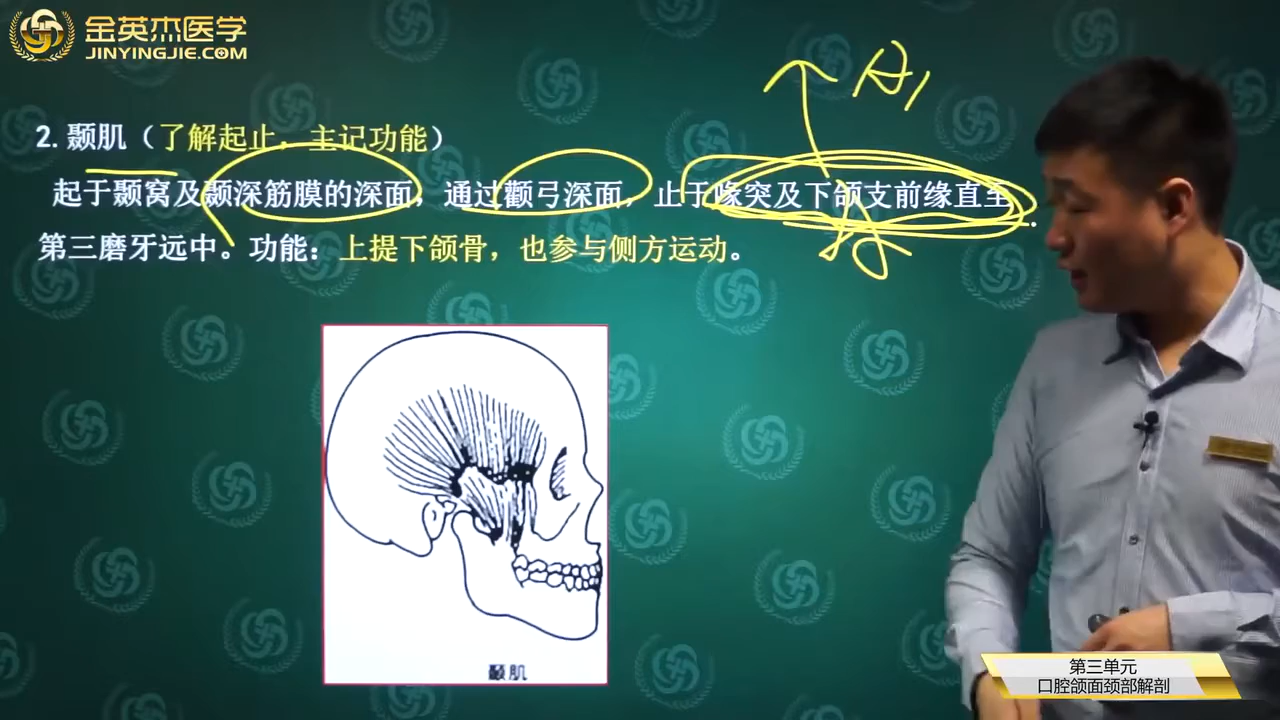 金英杰医学
JINYINGJIE.COM
2. 颞肌（了解起止，主记功能）
起于颞窝及颞深筋膜的深面，通过颧弓深面，止于喙突及下颌支前缘直至
第三磨牙远中。功能：上提下颌骨，也参与侧方运动。
颞肌
第三单元
口腔颌面颈部解剖